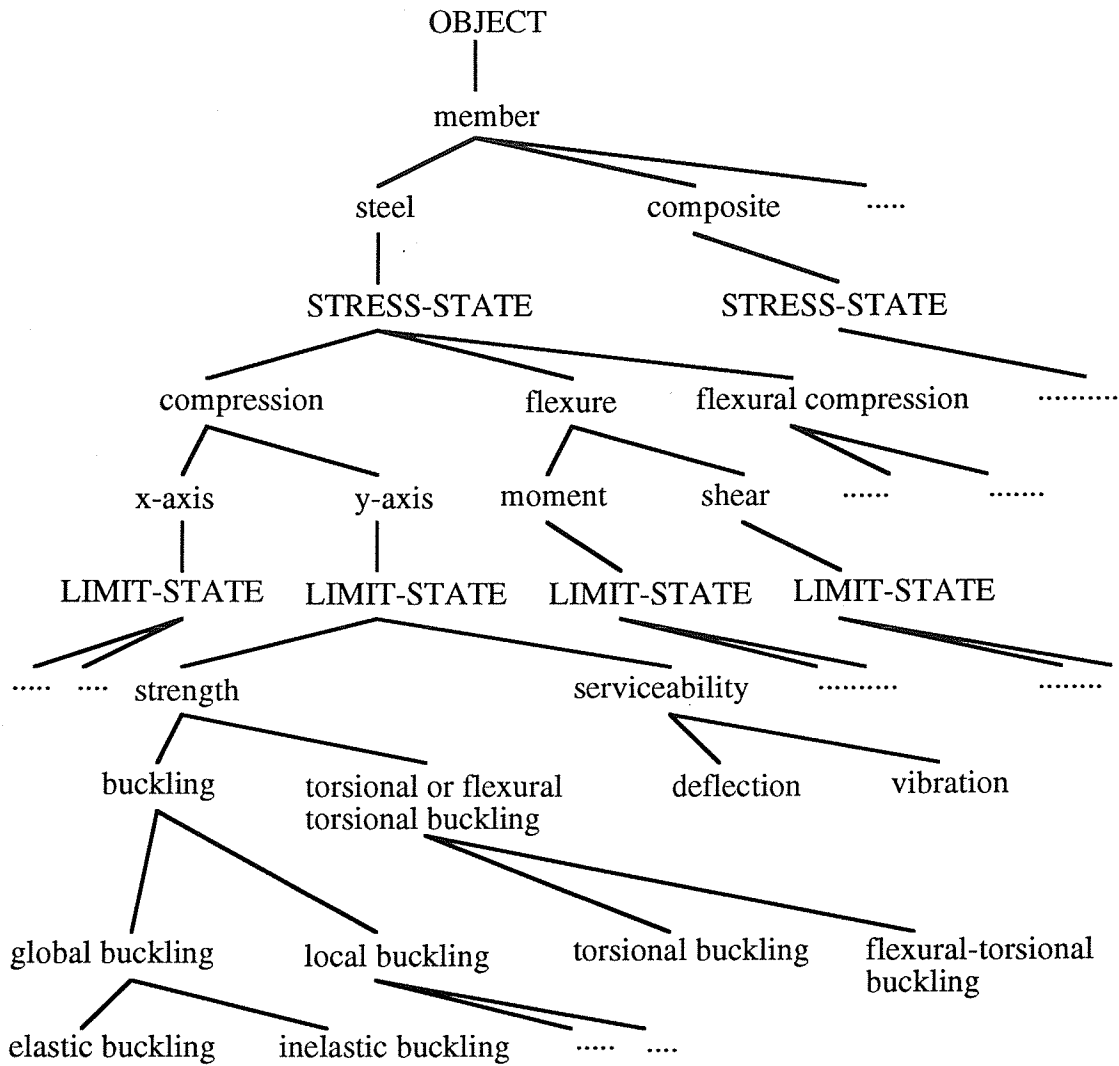 OBJECT
member
steel composite .....
STRESS-STATE STRESS-STATE
compression flexure flexural compression ..........
x-axis y-axis moment shear ...... .......
LIMIT-STATE LIMIT-STATE LIMIT-STATE LIMIT-STATE
..... .... strength serviceability .......... ........
buckling torsional or flexural deflection vibration
torsional buckling
global buckling local buckling torsional buckling flexural-torsional
buckling
elastic buckling inelastic buckling ..... ....